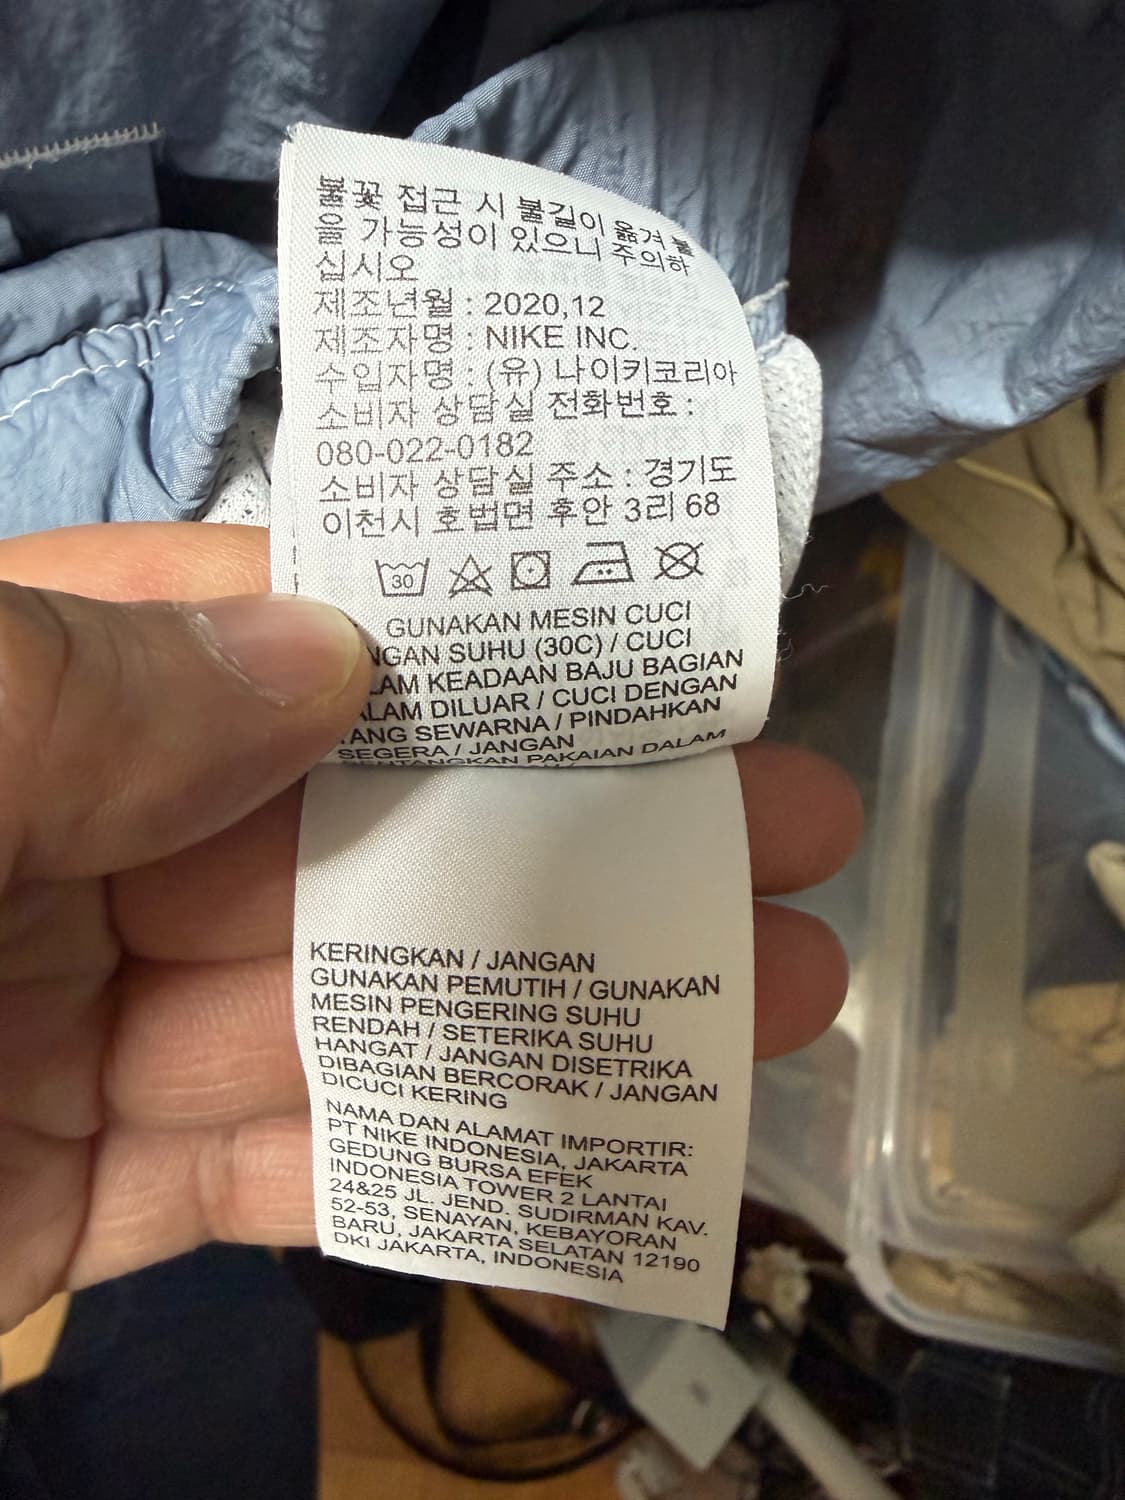 불꽃 접근 시 불길이 옮겨 붙
을 가능성이 있으니 주의하
십시오
제조년월 : 2020,12
제조자명 : NIKE INC.
수입자명 : (유) 나이키코리아
소비자 상담실 전화번호 :
080-022-0182
소비자 상담실 주소 : 경기도
이천시 호법면 후안 3리 68
30
GUNAKAN MESIN CUCI
NGAN SUHU (30C) / CUCI
LAM KEADAAN BAJU BAGIAN
ALAM DILUAR / CUCI DENGAN
YANG SEWARNA / PINDAHKAN
SEGERA / JANGAN
PAKAIAN DALAM
KERINGKAN / JANGAN
GUNAKAN PEMUTIH / GUNAKAN
MESIN PENGERING SUHU
RENDAH / SETERIKA SUHU
HANGAT / JANGAN DISETRIKA
DIBAGIAN BERCORAK / JANGAN
DICUCI KERING
NAMA DAN ALAMAT IMPORTIR:
PT NIKE INDONESIA, JAKARTA
GEDUNG BURSA EFEK
INDONESIA TOWER 2 LANTAI
24&25 JL. JEND. SUDIRMAN KAV.
52-53, SENAYAN, KEBAYORAN
BARU, JAKARTA SELATAN 12190
DKI JAKARTA, INDONESIA